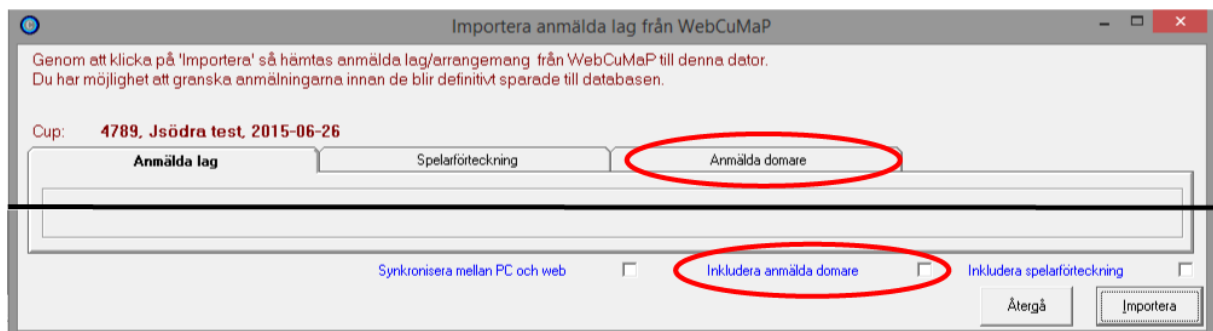 Importera anmälda lag från WebCuMaP
Genom att klicka på 'Importera' så hämtas anmälda lag/arrangemang från WebCuMaP till denna dator.
Du har möjlighet att granska anmälningarna innan de blir definitivt sparade till databasen.
Cup: 4789, Jsödra test, 2015-06-26
Anmälda lag Spelarförteckning Anmälda domare
Synkronisera mellan PC och web Inkludera anmälda domare Inkludera spelarförteckning
Återgå Importera